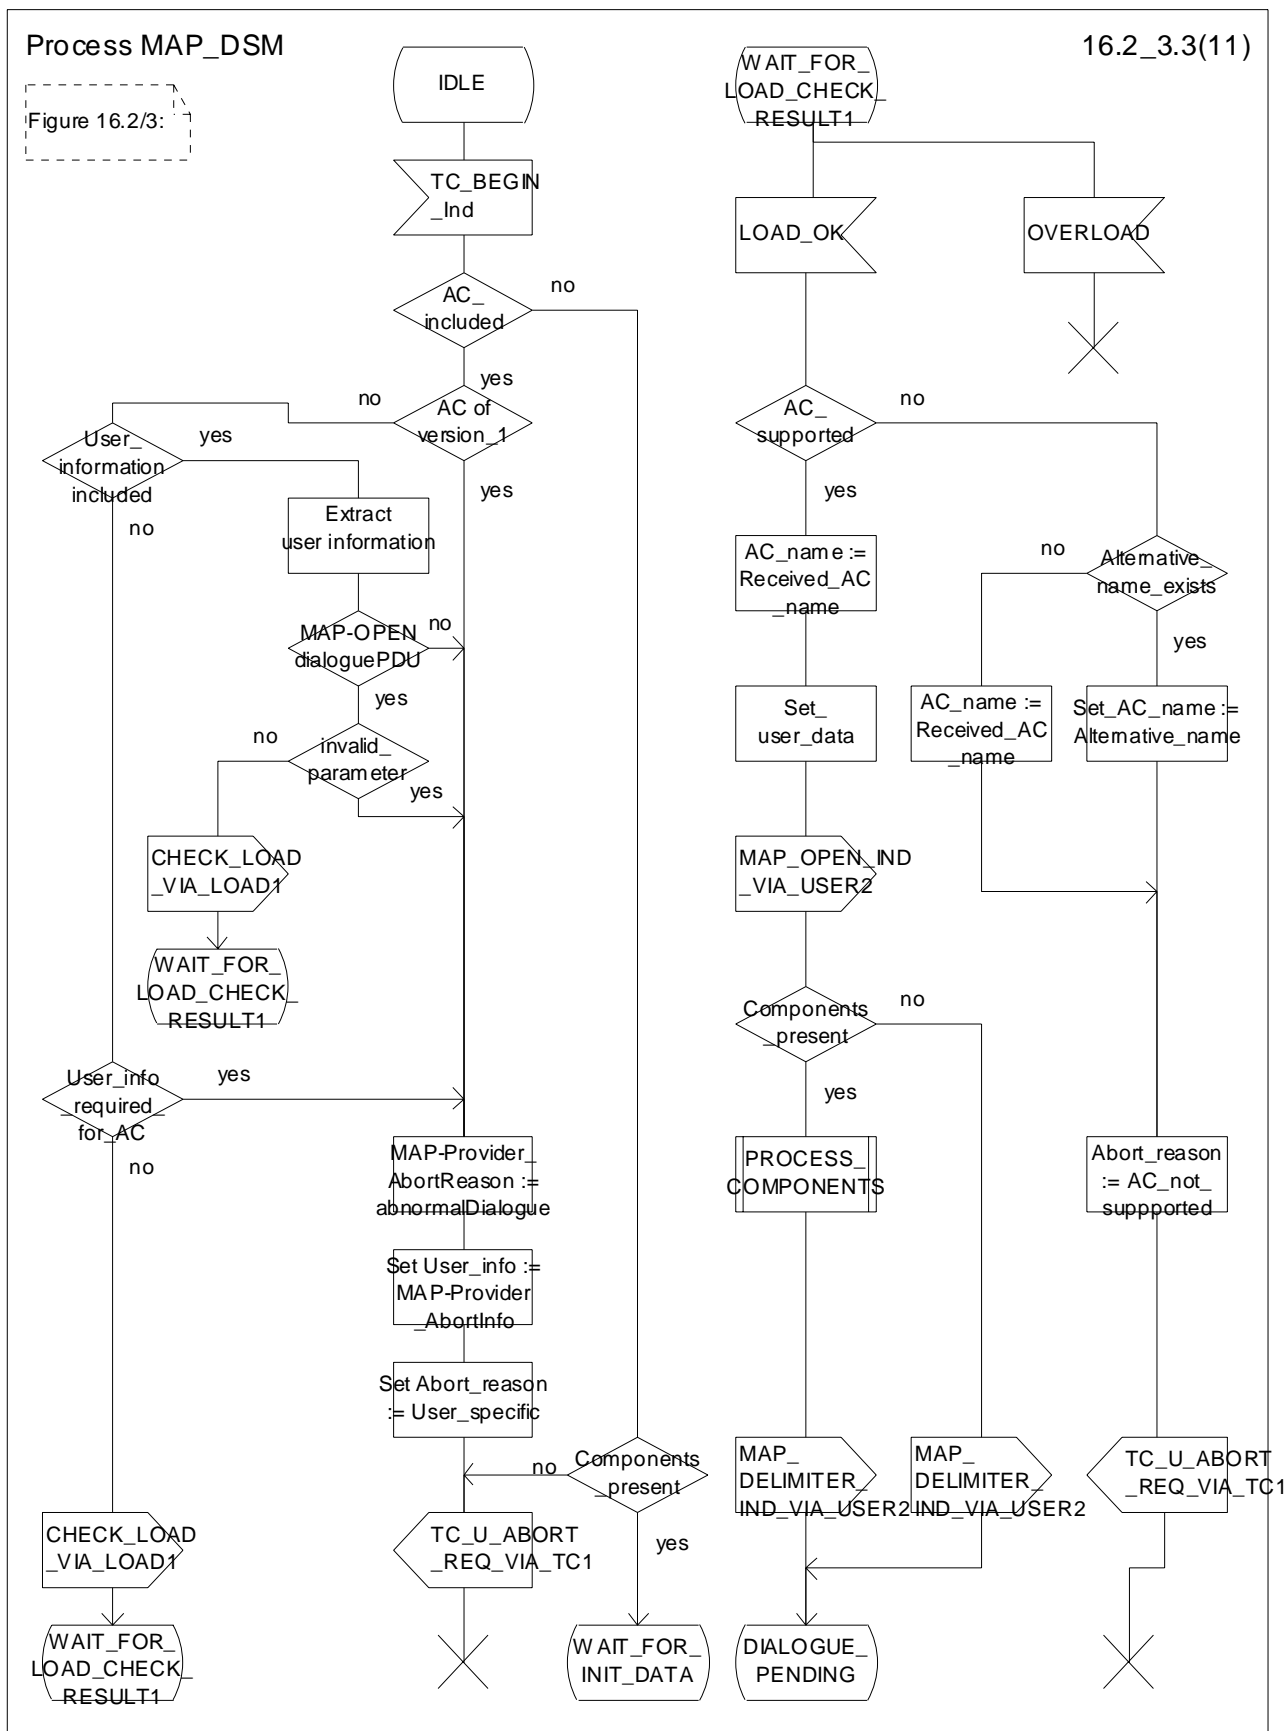 Process MAP_DSM
16.2_3.3(11)
Figure 16.2/3:
IDLE
TC_BEGIN
_Ind
AC_
included
no
yes
AC of
version_1
no
yes
User_
information
included
yes
no
Extract
user information
MAP-OPEN
dialoguePDU
no
yes
invalid_
parameter
no
yes
CHECK_LOAD
_VIA_LOAD1
WAIT_FOR_
LOAD_CHECK_
RESULT1
User_info
_required_
for_AC
yes
no
MAP-Provider_
AbortReason :=
abnormalDialogue
Set User_info :=
MAP-Provider
_AbortInfo
Set Abort_reason
:= User_specific
no
Components
_present
yes
CHECK_LOAD
_VIA_LOAD1
TC_U_ABORT
_REQ_VIA_TC1
WAIT_FOR_
LOAD_CHECK_
RESULT1
WAIT_FOR_
INIT_DATA
WAIT_FOR_
LOAD_CHECK_
RESULT1
LOAD_OK
OVERLOAD
AC_
supported
no
yes
AC_name :=
Received_AC
_name
no
Alternative_
name_exists
yes
Set_
user_data
AC_name :=
Received_AC
_name
Set_AC_name :=
Alternative_name
MAP_OPEN_IND
_VIA_USER2
Components
_present
no
yes
PROCESS_
COMPONENTS
Abort_reason
:= AC_not_
suppported
MAP_
DELIMITER_
IND_VIA_USER2
MAP_
DELIMITER_
IND_VIA_USER2
TC_U_ABORT
_REQ_VIA_TC1
DIALOGUE_
PENDING